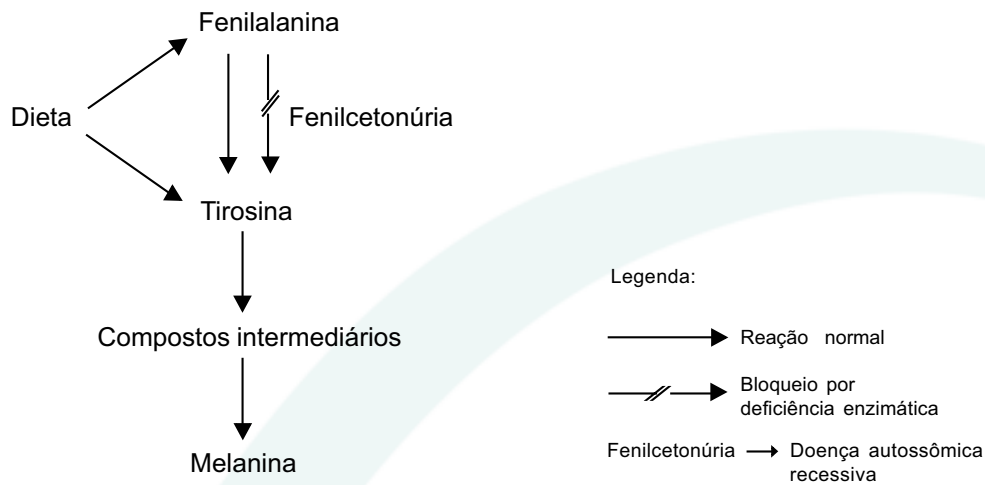 Fenilalanina
Dieta
Fenilcetonúria
Tirosina
Compostos intermediários
Melanina
Legenda:
Reação normal
Bloqueio por
deficiência enzimática
Fenilcetonúria → Doença autossômica
recessiva